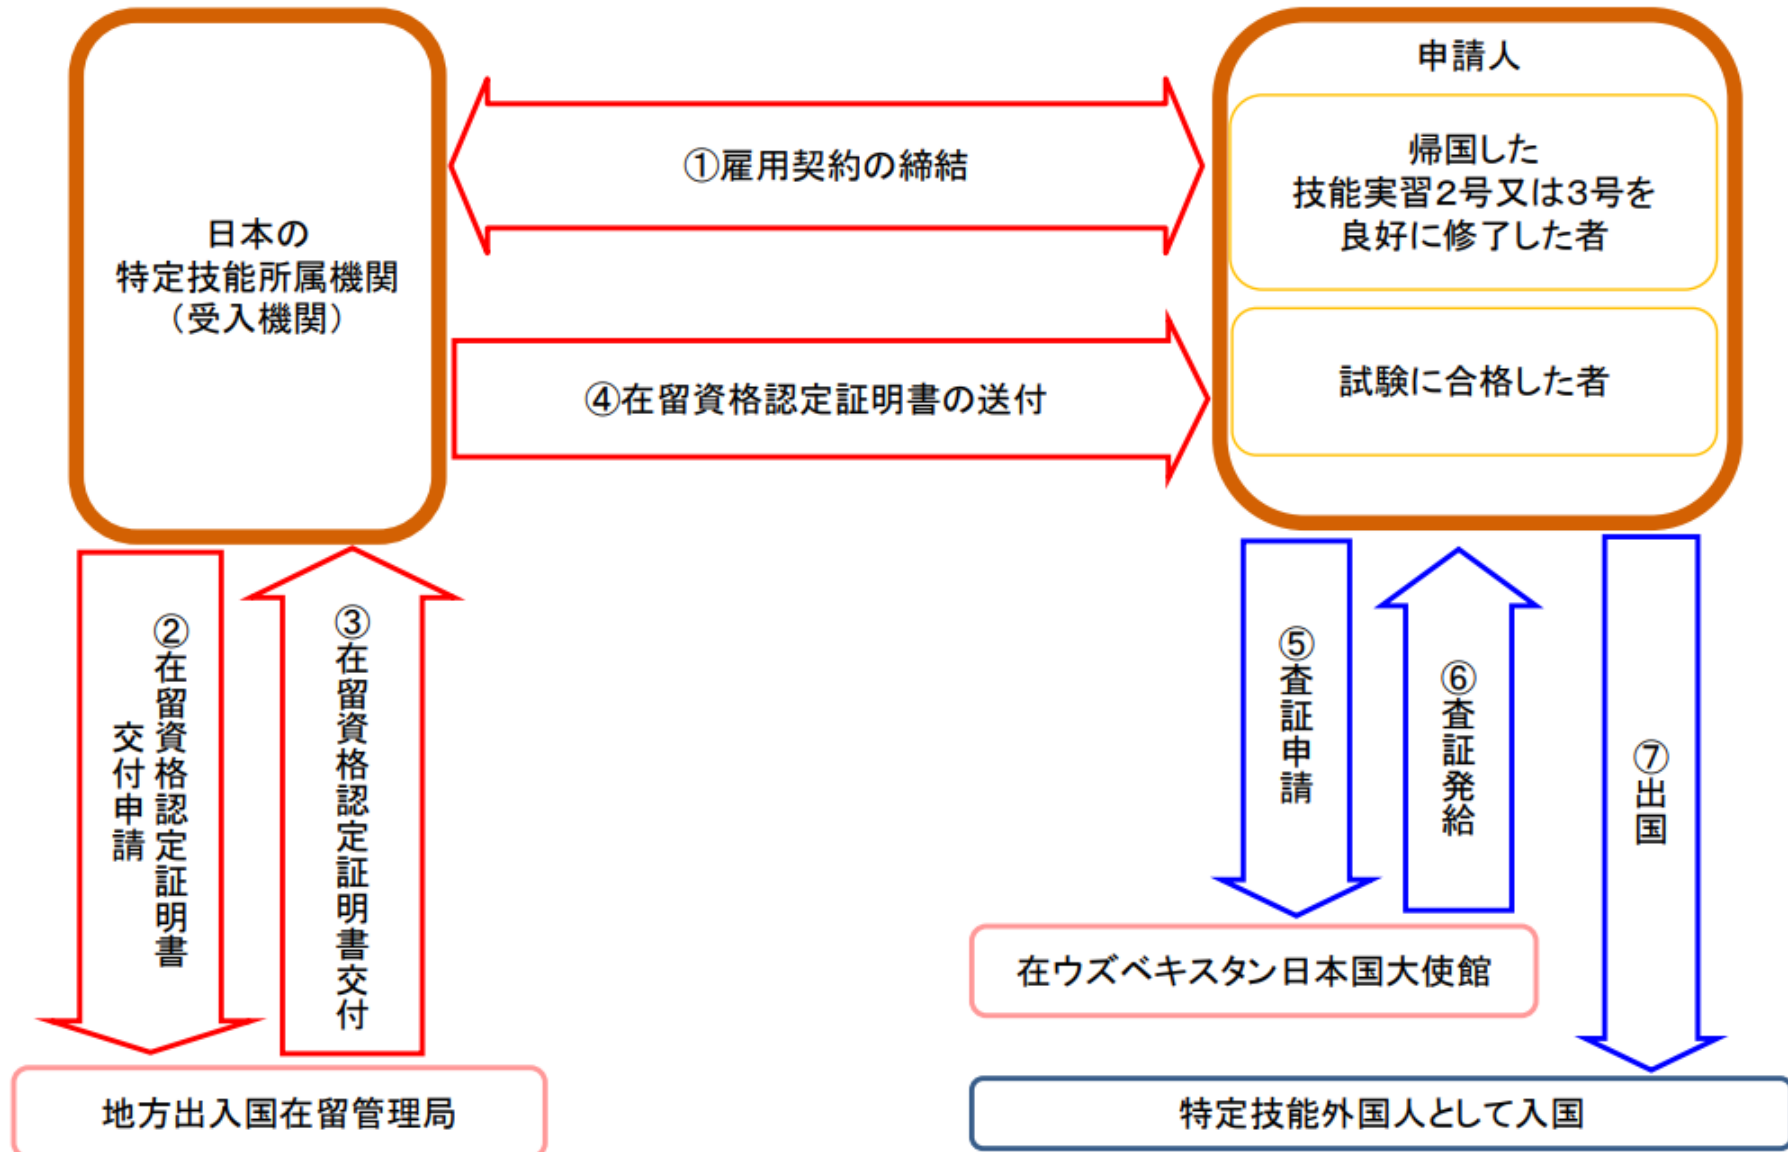 日本の
特定技能所属機関
（受入機関）
①雇用契約の締結
④在留資格認定証明書の送付
申請人
帰国した
技能実習２号又は３号を
良好に修了した者
試験に合格した者
②在留資格認定証明書
交付申請
③在留資格認定証明書交付
⑤査証申請
⑥査証発給
⑦出国
在ウズベキスタン日本国大使館
地方出入国在留管理局
特定技能外国人として入国